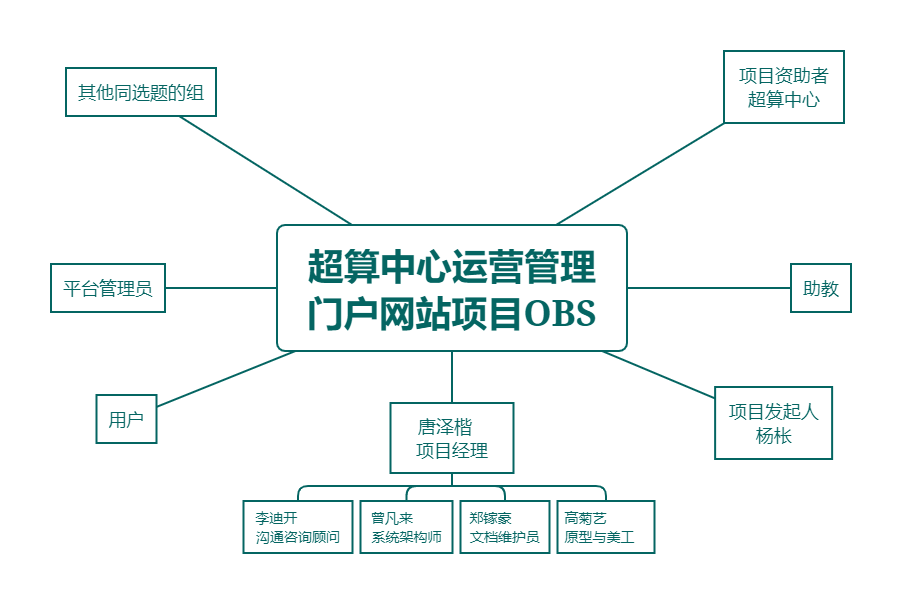 其他同选题的组
项目资助者
超算中心
超算中心运营管理
门户网站项目OBS
平台管理员
助教
用户
唐泽楷
项目经理
项目发起人
杨枨
李迪开
沟通咨询顾问
曾凡来
系统架构师
郑镓豪
文档维护员
高菊艺
原型与美工